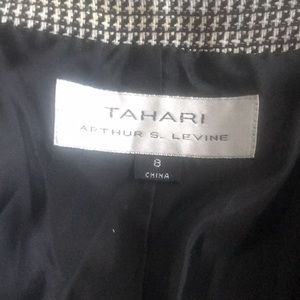 TAHARI
ARTHUR S. LEVINE
8
CHINA